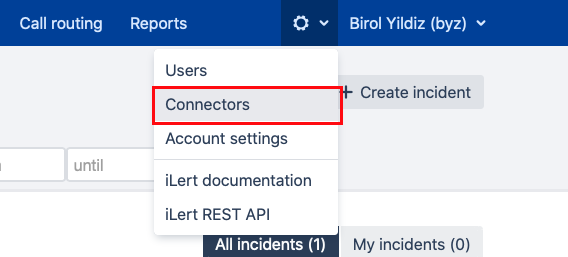 Call routing Reports Birol Yildiz (byz)
Users
Connectors
+ Create incident
Account settings
until
iLert documentation
iLert REST API
All incidents (1) My incidents (0)